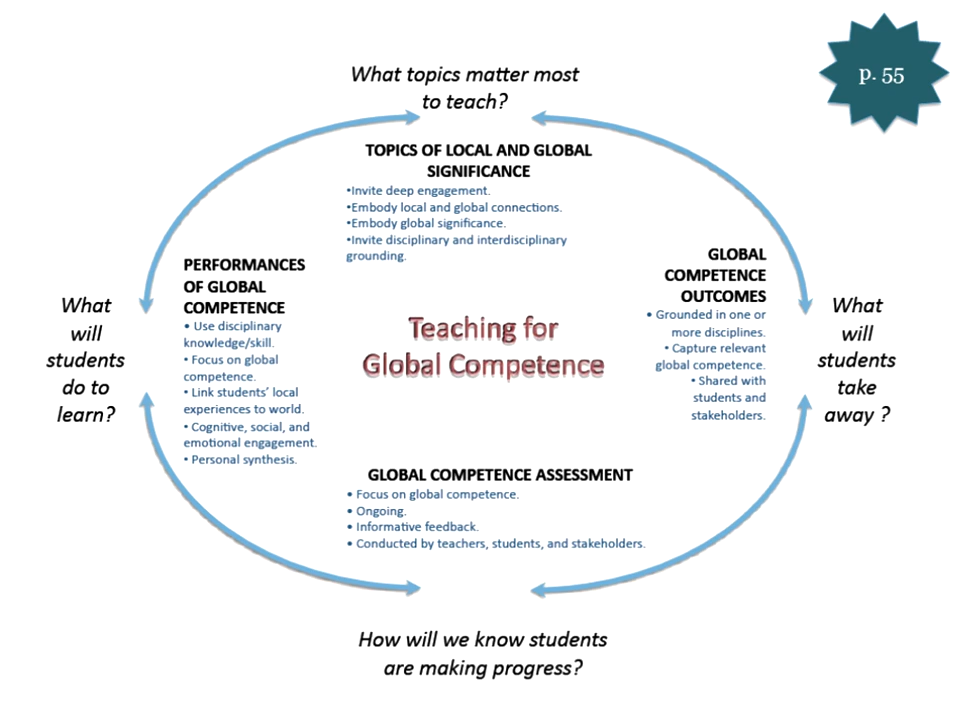 p. 55
What topics matter most
to teach?
TOPICS OF LOCAL AND GLOBAL
SIGNIFICANCE
•Invite deep engagement.
•Embody local and global connections.
•Embody global significance.
•Invite disciplinary and interdisciplinary
grounding.
What
will
students
do to
learn?
PERFORMANCES
OF GLOBAL
COMPETENCE
• Use disciplinary
knowledge/skill.
• Focus on global
competence.
• Link students’ local
experiences to world.
• Cognitive, social, and
emotional engagement.
• Personal synthesis.
Teaching for
Global Competence
GLOBAL
COMPETENCE
OUTCOMES
• Grounded in one or
more disciplines.
• Capture relevant
global competence.
• Shared with
students and
stakeholders.
What
will
students
take
away ?
GLOBAL COMPETENCE ASSESSMENT
• Focus on global competence.
• Ongoing.
• Informative feedback.
• Conducted by teachers, students, and stakeholders.
How will we know students
are making progress?